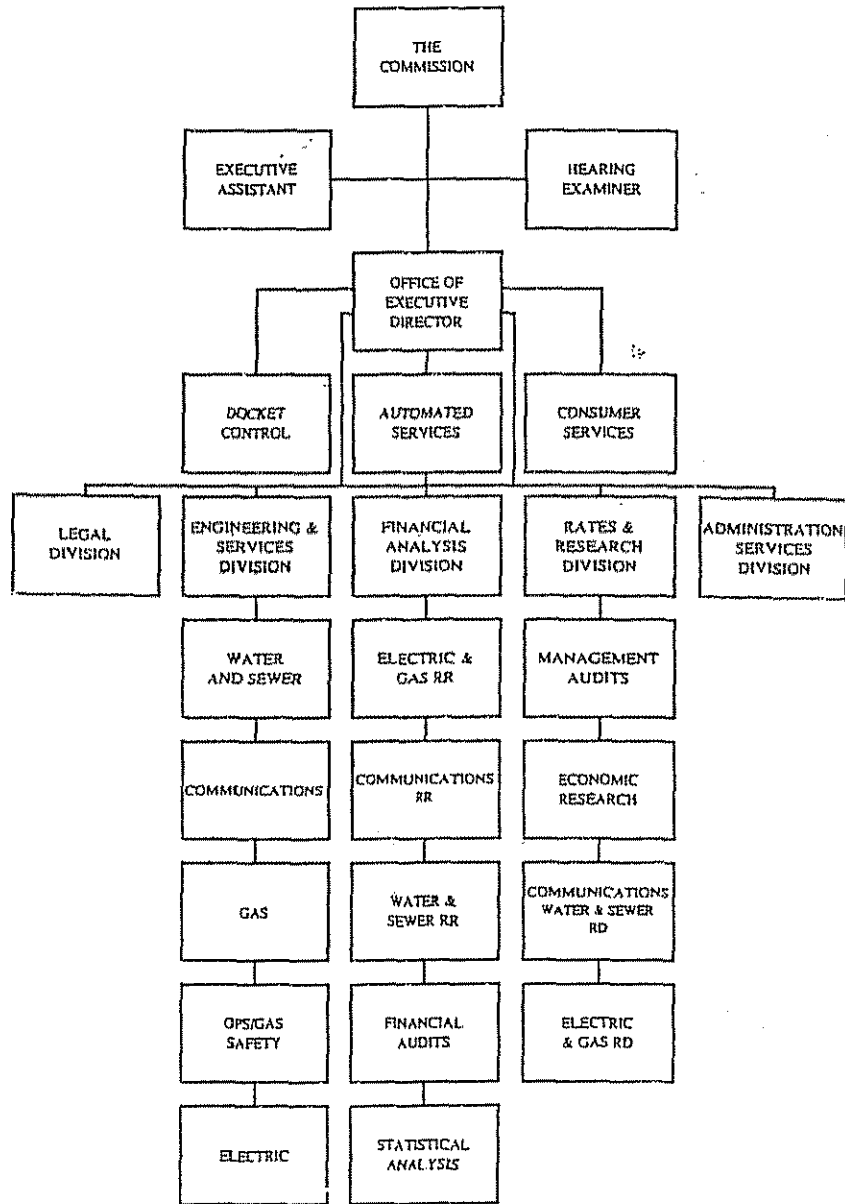 THE
COMMISSION
EXECUTIVE
ASSISTANT
HEARING
EXAMINER
OFFICE OF
EXECUTIVE
DIRECTOR
DOCKET
CONTROL
AUTOMATED
SERVICES
CONSUMER
SERVICES
LEGAL
DIVISION
ENGINEERING &
SERVICES
DIVISION
FINANCIAL
ANALYSIS
DIVISION
RATES &
RESEARCH
DIVISION
ADMINISTRATION
SERVICES
DIVISION
WATER
AND SEWER
ELECTRIC &
GAS RR
MANAGEMENT
AUDITS
COMMUNICATIONS
COMMUNICATIONS
RR
ECONOMIC
RESEARCH
GAS
WATER &
SEWER RR
COMMUNICATIONS
WATER & SEWER
RD
OPS/GAS
SAFETY
FINANCIAL
AUDITS
ELECTRIC
& GAS RD
ELECTRIC
STATISTICAL
ANALYSIS